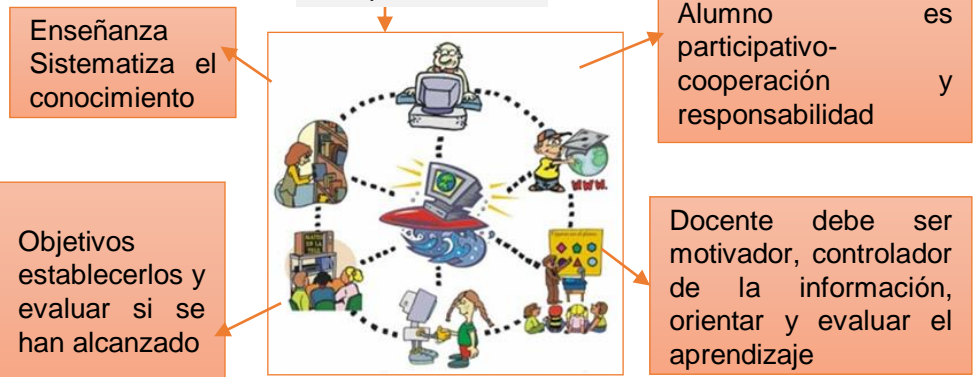 Enseñanza
Sistematiza el
conocimiento
Alumno es
participativo-
cooperación y
responsabilidad
WWW.
Objetivos
establecerlos y
evaluar si se
han alcanzado
Docente debe ser
motivador, controlador
de la información,
orientar y evaluar el
aprendizaje